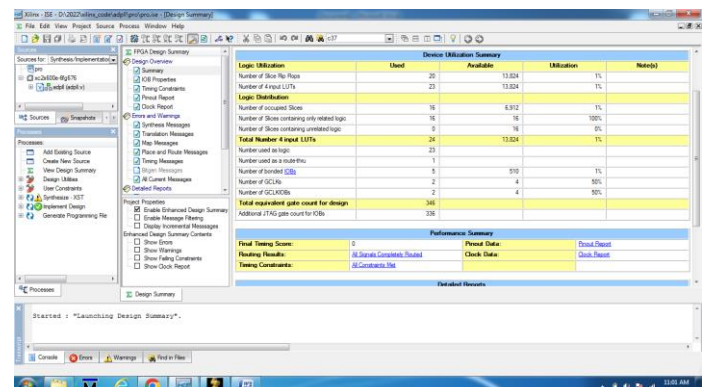 Xilinx - ISE - D:\2022\xilinx_code\adpll\pro\pro.ise - [Design Summary]
File Edit View Project Source Process Window Help
c37
Sources
Sources for: Synthesis/Implementation
pro
xc2s600e-6fg676
adpll (adpll.v)
Sources Snapshots
Processes
Processes:
Add Existing Source
Create New Source
View Design Summary
Design Utilities
User Constraints
Synthesize - XST
Implement Design
Generate Programming File
Processes
FPGA Design Summary
Design Overview
Summary
IOB Properties
Timing Constraints
Pinout Report
Clock Report
Errors and Warnings
Synthesis Messages
Translation Messages
Map Messages
Place and Route Messages
Timing Messages
Bitgen Messages
All Current Messages
Detailed Reports
Project Properties
Enable Enhanced Design Summary
Enable Message Filtering
Display Incremental Messages
Enhanced Design Summary Contents
Show Errors
Show Warnings
Show Failing Constraints
Show Clock Report
Design Summary
Device Utilization Summary
Logic Utilization Used Available Utilization Note(s)
Number of Slice Flip Flops 20 13,824 1%
Number of 4 input LUTs 23 13,824 1%
Logic Distribution
Number of occupied Slices 16 6,912 1%
Number of Slices containing only related logic 16 16 100%
Number of Slices containing unrelated logic 0 16 0%
Total Number 4 input LUTs 24 13,824 1%
Number used as logic 23
Number used as a route-thru 1
Number of bonded IOBs 5 510 1%
Number of GCLKs 2 4 50%
Number of GCLKIOBs 2 4 50%
Total equivalent gate count for design 346
Additional JTAG gate count for IOBs 336
Performance Summary
Final Timing Score: 0 Pinout Data: Pinout Report
Routing Results: All Signals Completely Routed Clock Data: Clock Report
Timing Constraints: All Constraints Met
Detailed Reports
Started : "Launching Design Summary".
Transcript
Console Errors Warnings Find in Files
11:01 AM